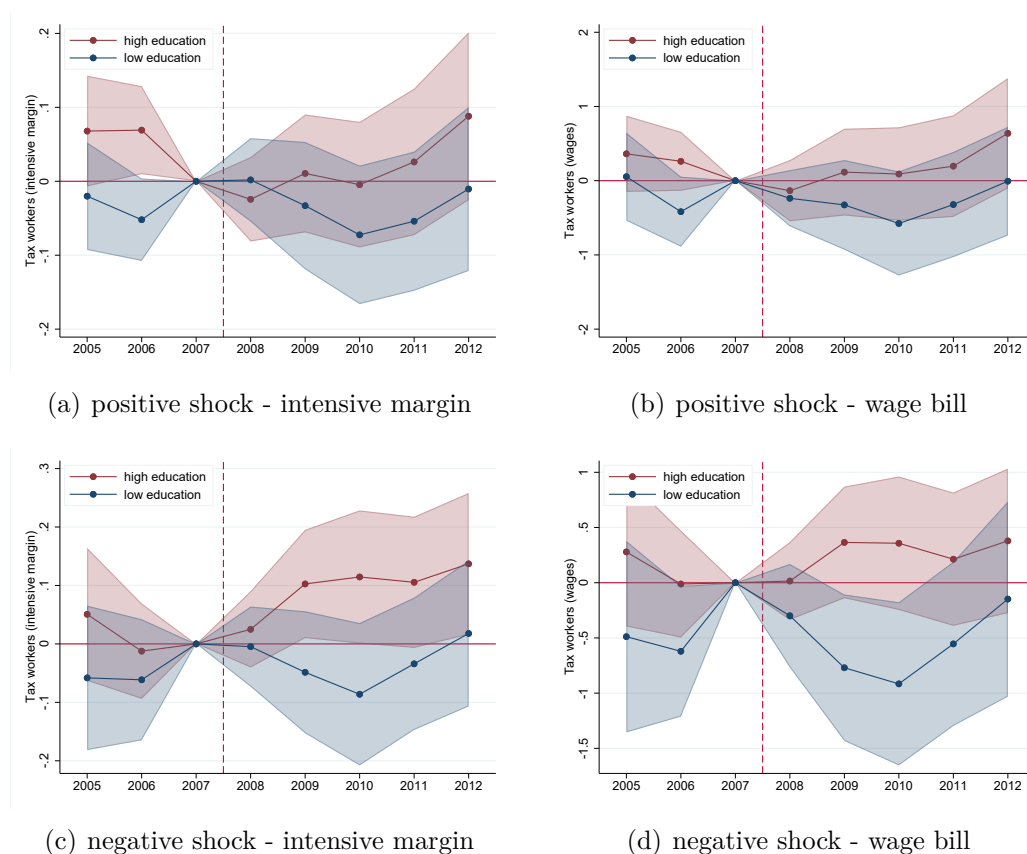 high education
low education
Tax workers (intensive margin)
.2
.1
0
-.1
-.2
2005 2006 2007 2008 2009 2010 2011 2012
(a) positive shock - intensive margin
high education
low education
Tax workers (wages)
2
1
0
-1
-2
2005 2006 2007 2008 2009 2010 2011 2012
(b) positive shock - wage bill
high education
low education
Tax workers (intensive margin)
.3
.2
.1
0
-.1
-.2
2005 2006 2007 2008 2009 2010 2011 2012
(c) negative shock - intensive margin
high education
low education
Tax workers (wages)
1
.5
0
-.5
-1
-1.5
2005 2006 2007 2008 2009 2010 2011 2012
(d) negative shock - wage bill